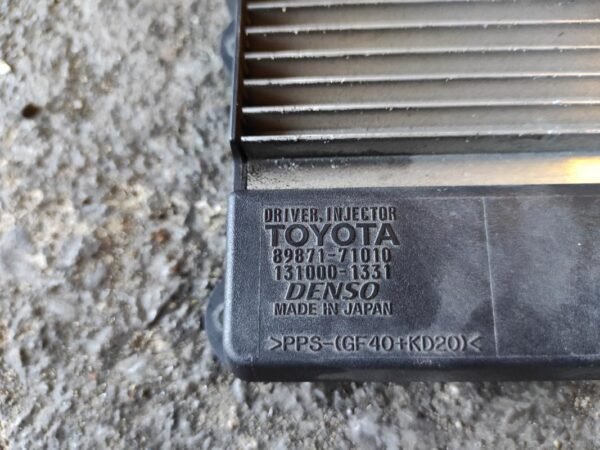 DRIVER, INJECTOR
TOYOTA
89871-71010
131000-1331
DENSO
MADE IN JAPAN
>PPS-(GF40+KD20)<